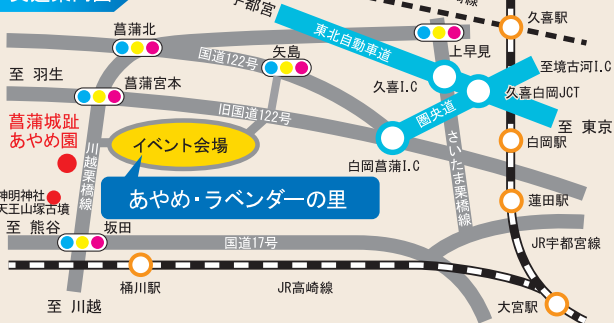 宇都宮
久喜駅
菖蒲北
東北自動車道
上早見
国道122号
矢島
至 羽生
久喜I.C
至境古河I.C
久喜白岡JCT
菖蒲宮本
旧国道122号
圏央道
至 東京
菖蒲城趾
あやめ園
川越栗橋線
イベント会場
さいたま栗橋線
白岡駅
白岡菖蒲I.C
神明神社
天王山塚古墳
あやめ・ラベンダーの里
蓮田駅
至 熊谷
坂田
国道17号
JR宇都宮線
桶川駅
JR高崎線
大宮駅
至 川越